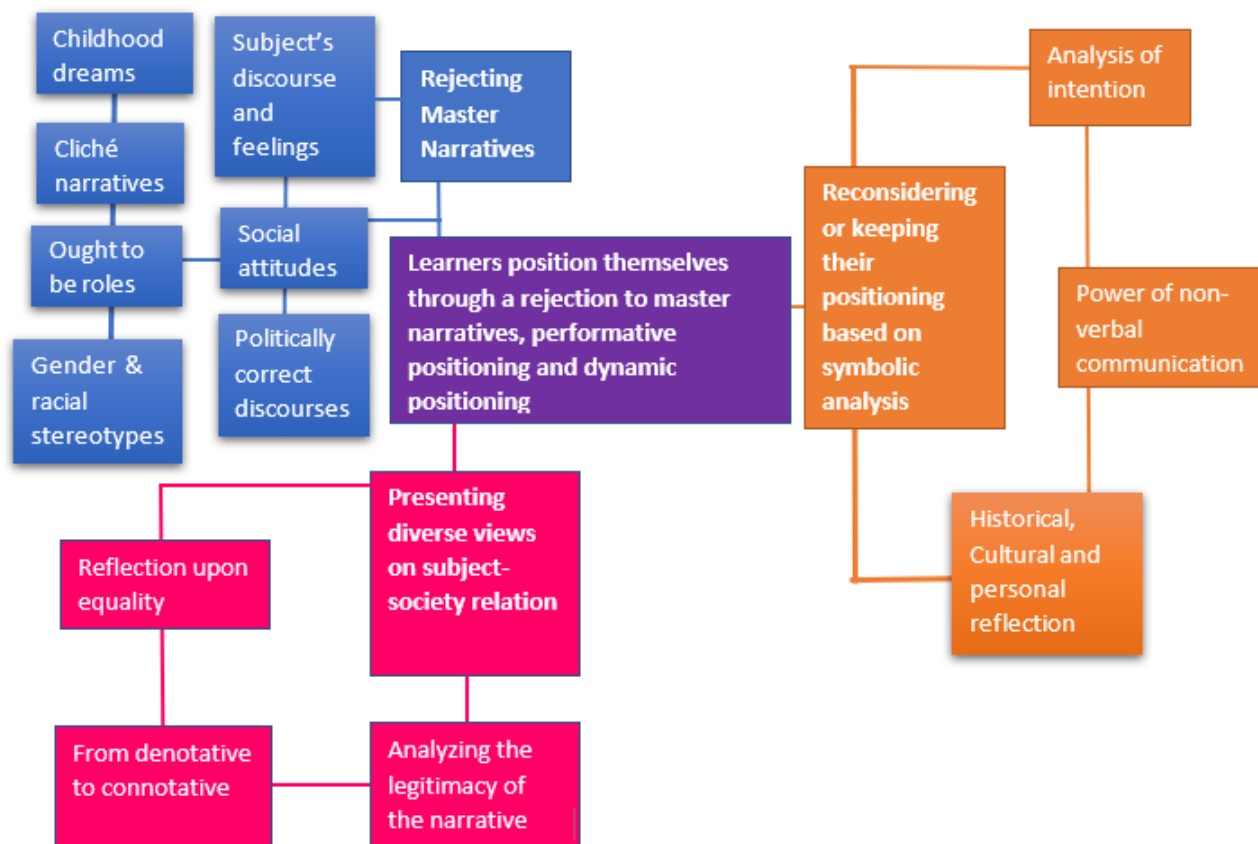 Childhood
dreams
Cliché
narratives
Ought to
be roles
Gender &
racial
stereotypes
Subject's
discourse
and
feelings
Social
attitudes
Politically
correct
discourses
Rejecting
Master
Narratives
Learners position themselves
through a rejection to master
narratives, performative
positioning and dynamic
positioning
Reconsidering
or keeping
their
positioning
based on
symbolic
analysis
Analysis of
intention
Power of non-
verbal
communication
Historical,
Cultural and
personal
reflection
Presenting
diverse views
on subject-
society relation
Reflection upon
equality
From denotative
to connotative
Analyzing the
legitimacy of
the narrative